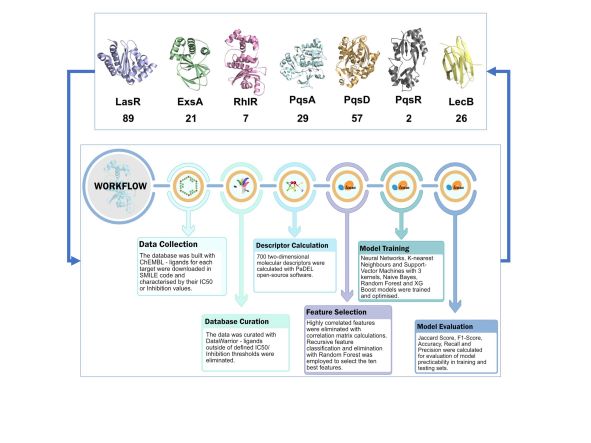 LasR ExsA RhlR PqsA PqsD PqsR LecB
89 21 7 29 57 2 26
WORKFLOW
Data Collection
The database was built with
ChEMBL - ligands for each
target were downloaded in
SMILE code and
characterised by their IC50
or Inhibition values.
Database Curation
The data was curated with
DataWarrior - ligands
outside of defined IC50/
Inhibition thresholds were
eliminated.
Descriptor Calculation
700 two-dimensional
molecular descriptors were
calculated with PaDEL
open-source software.
Feature Selection
Highly correlated features
were eliminated with
correlation matrix calculations.
Recursive feature
classification and elimination
with Random Forest was
employed to select the ten
best features.
Model Training
Neural Networks, K-nearest
Neighbours and Support-
Vector Machines with 3
kernels, Naive Bayes,
Random Forest and XG
Boost models were trained
and optimised.
Model Evaluation
Jaccard Score, F1-Score,
Accuracy, Recall and
Precision were calculated
for evaluation of model
practicability in training and
testing sets.